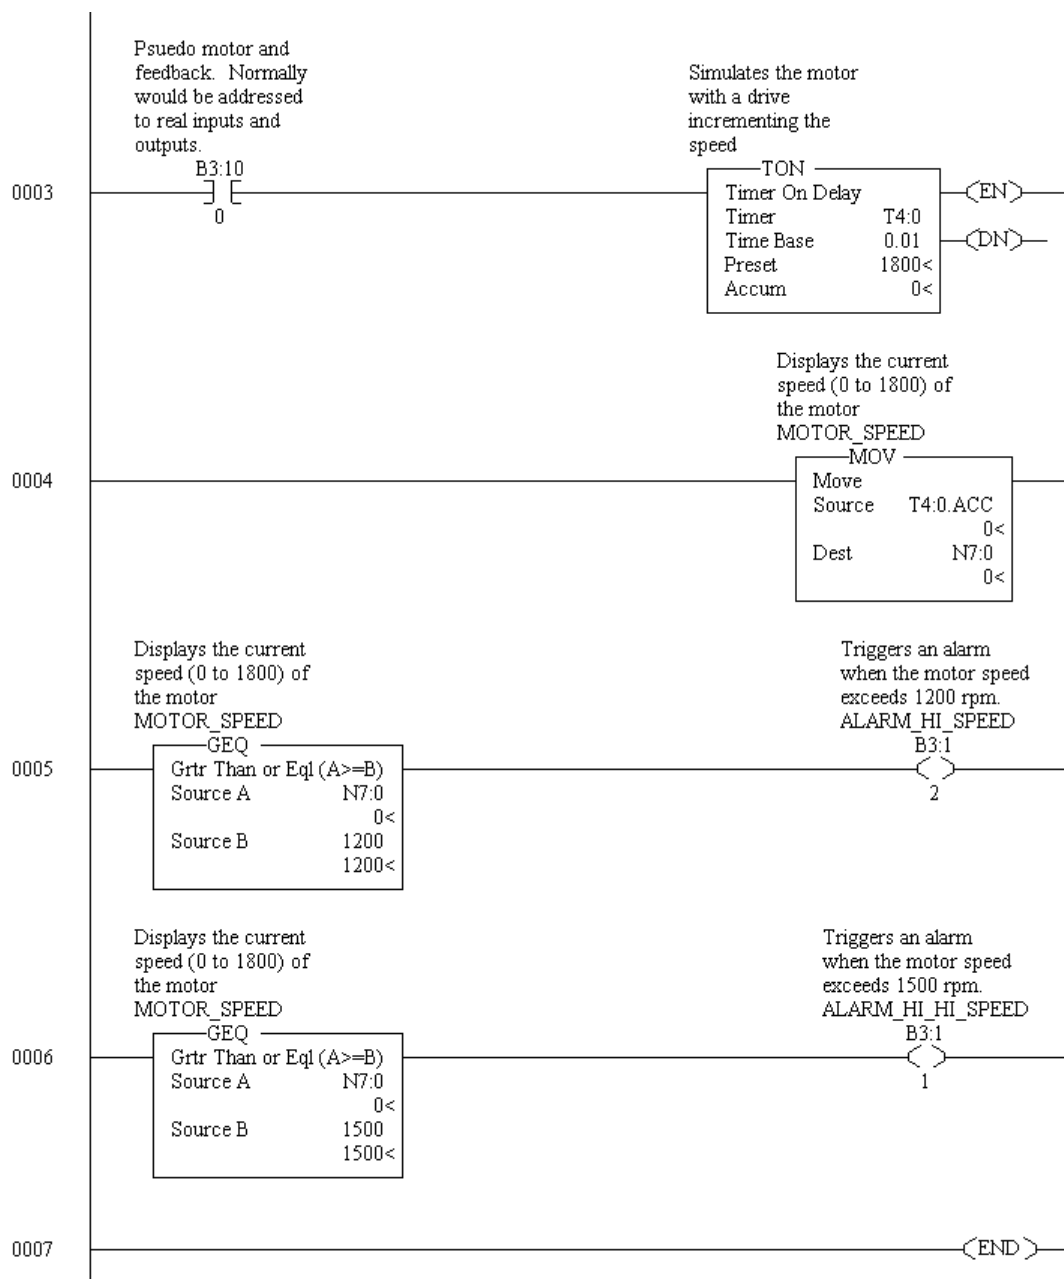 Psuedo motor and
feedback. Normally
would be addressed
to real inputs and
outputs.
B3:10
0
Simulates the motor
with a drive
incrementing the
speed
0003
TON
Timer On Delay
Timer T4:0
Time Base 0.01
Preset 1800<
Accum 0<
EN
DN
Displays the current
speed (0 to 1800) of
the motor
MOTOR_SPEED
0004
MOV
Move
Source T4:0.ACC
0<
Dest N7:0
0<
Displays the current
speed (0 to 1800) of
the motor
MOTOR_SPEED
0005
GEQ
Grtr Than or Eql (A>=B)
Source A N7:0
0<
Source B 1200
1200<
Triggers an alarm
when the motor speed
exceeds 1200 rpm.
ALARM_HI_SPEED
B3:1
2
Displays the current
speed (0 to 1800) of
the motor
MOTOR_SPEED
0006
GEQ
Grtr Than or Eql (A>=B)
Source A N7:0
0<
Source B 1500
1500<
Triggers an alarm
when the motor speed
exceeds 1500 rpm.
ALARM_HI_HI_SPEED
B3:1
1
0007
END